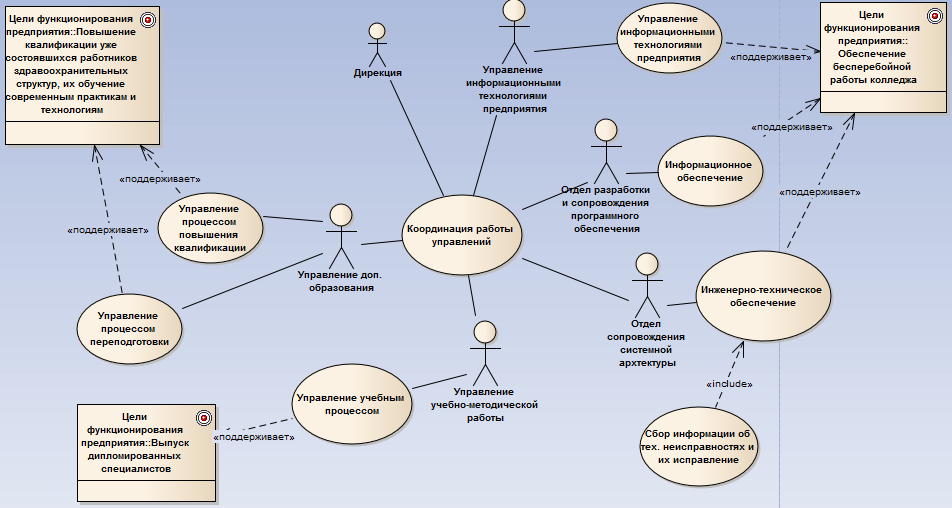 Цели функционирования
предприятия::Повышение
квалификации уже
состоявшихся работников
здравоохранительных
структур, их обучение
современным практикам и
технологиям
Дирекция
Управление
информационными
технологиями
предприятия
Управление
информационными
технологиями
предприятия
«поддерживает»
Цели
функционирования
предприятия::
Обеспечение
бесперебойной
работы колледжа
«поддерживает»
Отдел разработки
и сопровождения
программного
обеспечения
Информационное
обеспечение
«поддерживает»
«поддерживает»
Управление
процессом
повышения
квалификации
«поддерживает»
Управление доп.
образования
Координация работы
управлений
Управление
процессом
переподготовки
Отдел
сопровождения
системной
архтектуры
Инженерно-техническое
обеспечение
Управление
учебно-методической
работы
Управление учебным
процессом
«include»
Цели
функционирования
предприятия::Выпуск
дипломированных
специалистов
«поддерживает»
Сбор информации об
тех. неисправностях и
их исправление